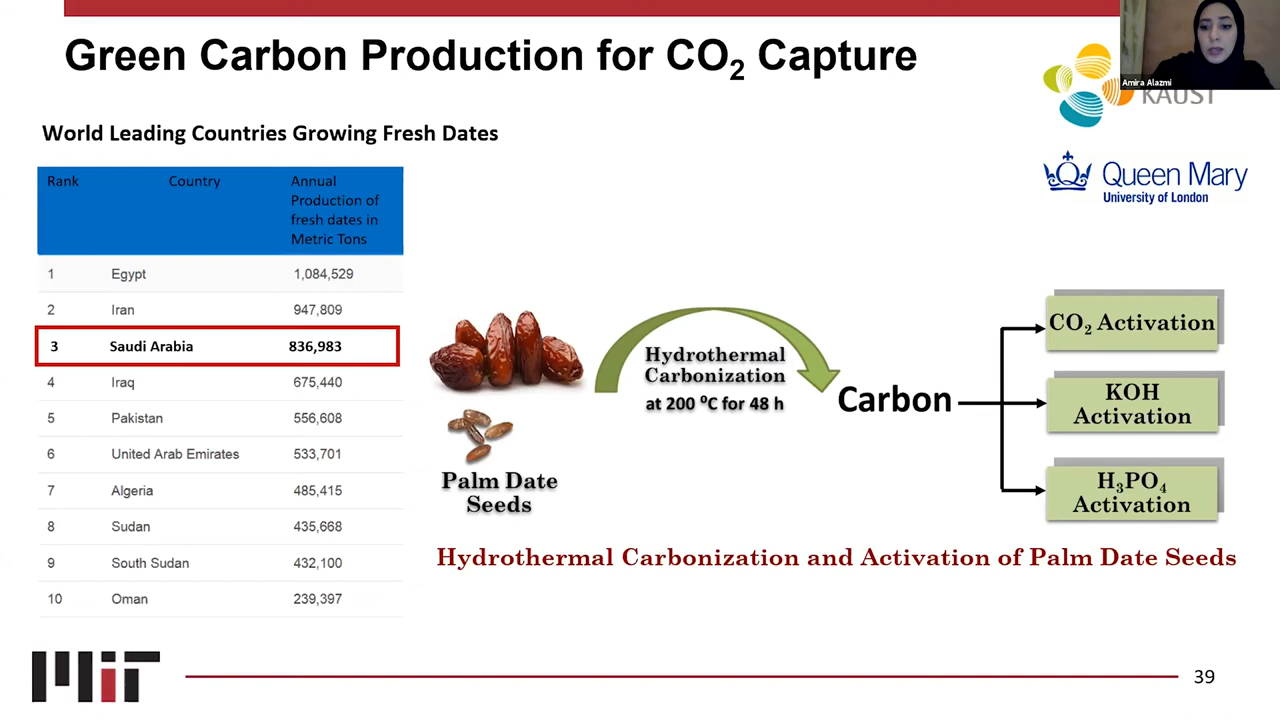 Green Carbon Production for CO₂ Capture
Amira Alazmi
KAUST
World Leading Countries Growing Fresh Dates
Queen Mary
University of London
Rank Country Annual
Production of
fresh dates in
Metric Tons
1 Egypt 1,084,529
2 Iran 947,809
3 Saudi Arabia 836,983
4 Iraq 675,440
5 Pakistan 556,608
6 United Arab Emirates 533,701
7 Algeria 485,415
8 Sudan 435,668
9 South Sudan 432,100
10 Oman 239,397
Palm Date
Seeds
Hydrothermal
Carbonization
at 200 ⁰C for 48 h
Carbon
CO₂ Activation
KOH
Activation
H₃PO₄
Activation
Hydrothermal Carbonization and Activation of Palm Date Seeds
MIT
39